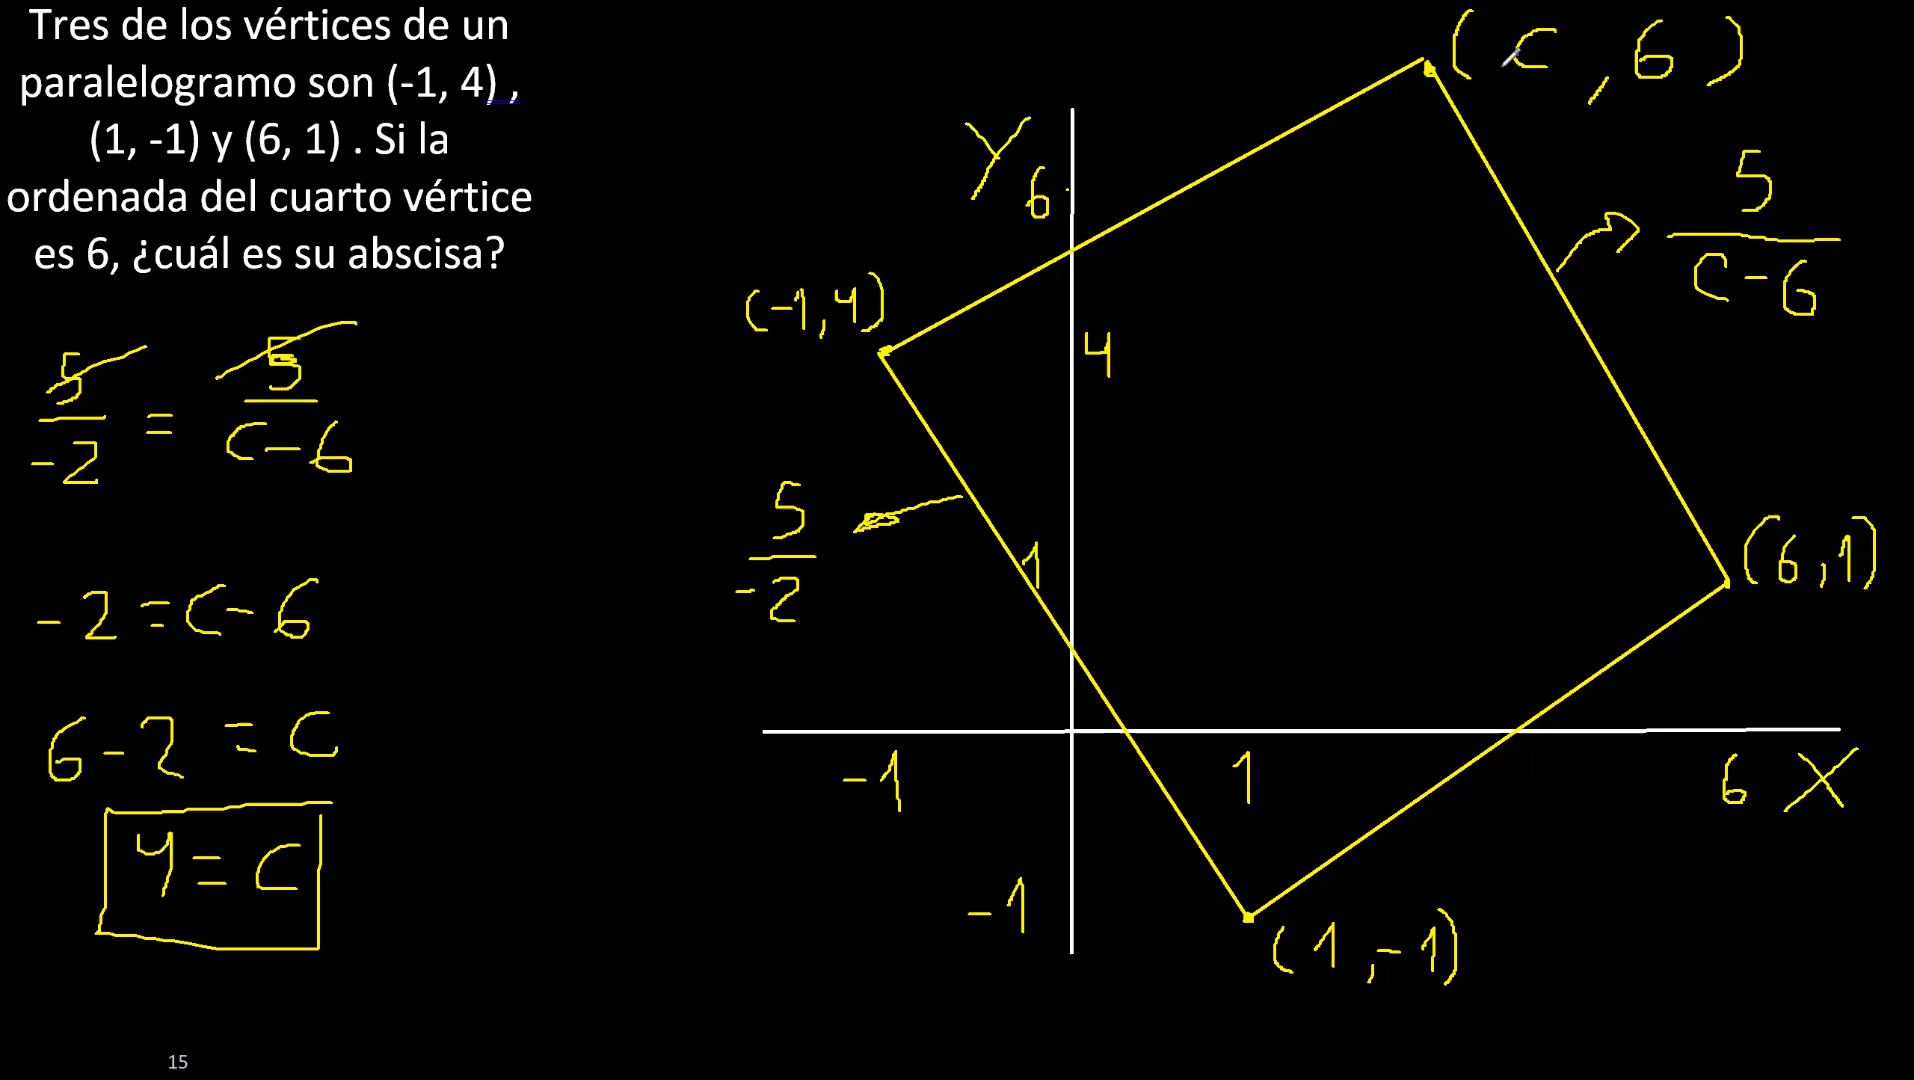 Tres de los vértices de un
paralelogramo son (-1, 4) ,
(1, -1) y (6, 1) . Si la
ordenada del cuarto vértice
es 6, ¿cuál es su abscisa?
5/-2 = 5/c-6
-2 = c-6
6-2 = c
4 = c
(c, 6)
Y
6
5/c-6
(-1,4)
4
5/-2
1
(6,1)
-1
1
6
X
-1
(1,-1)
15